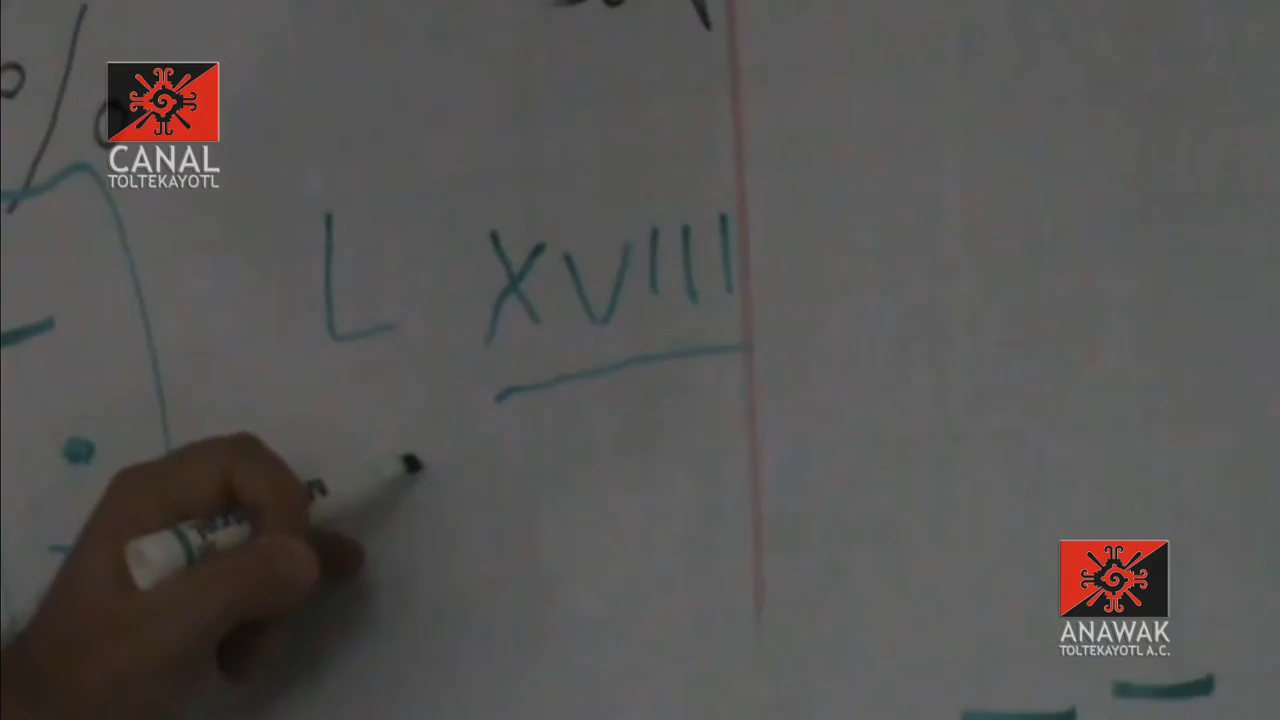 %
CANAL
TOLTEKAYOTL
L XVIII
ANAWAK
TOLTEKAYOTL A.C.